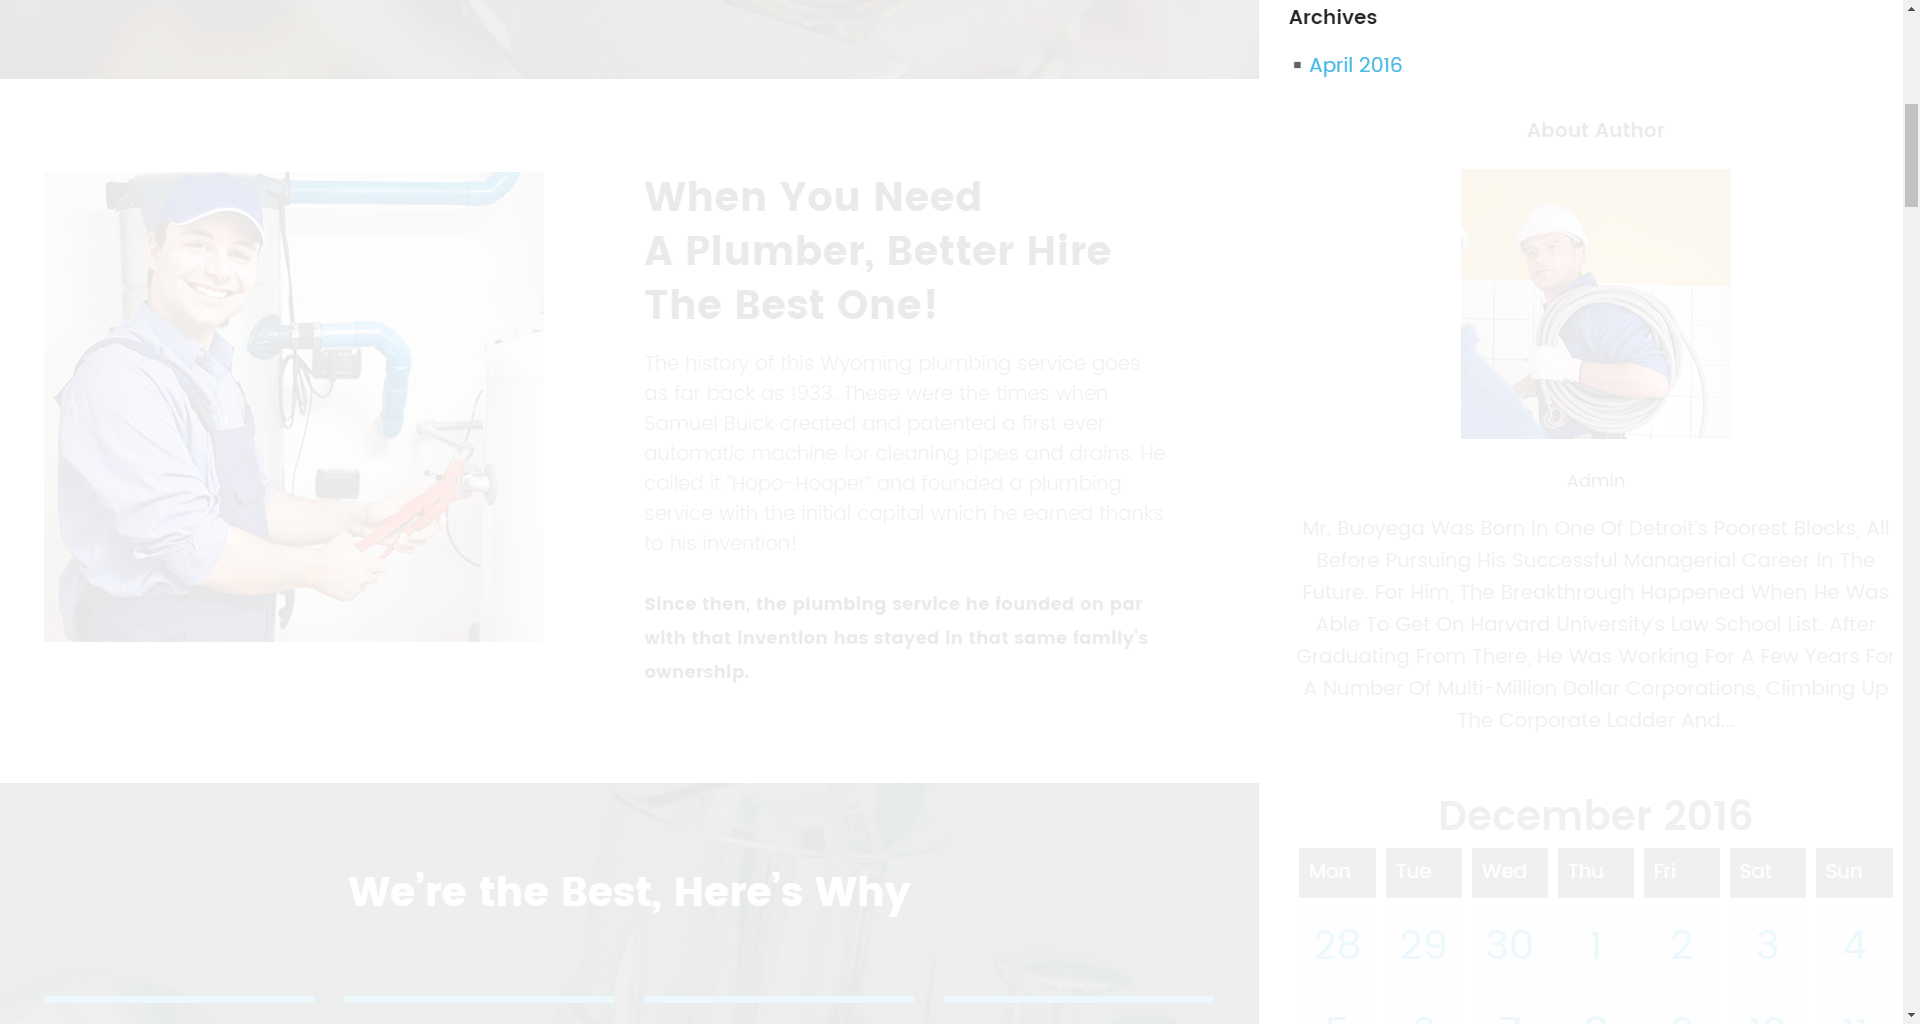 Archives
April 2016
When You Need
A Plumber, Better Hire
The Best One!
The history of this Wyoming plumbing service goes
as far back as 1933. These were the times when
Samuel Buick created and patented a first ever
automatic machine for cleaning pipes and drains. He
called it “Hopo-Hooper” and founded a plumbing
service with the initial capital which he earned thanks
to his invention!
Since then, the plumbing service he founded on par
with that invention has stayed in that same family’s
ownership.
We’re the Best, Here’s Why
About Author
Admin
Mr. Buoyega Was Born In One Of Detroit’s Poorest Blocks, All
Before Pursuing His Successful Managerial Career In The
Future. For Him, The Breakthrough Happened When He Was
Able To Get On Harvard University’s Law School List. After
Graduating From There, He Was Working For A Few Years For
A Number Of Multi-Million Dollar Corporations, Climbing Up
The Corporate Ladder And...
December 2016
Mon Tue Wed Thu Fri Sat Sun
28 29 30 1 2 3 4